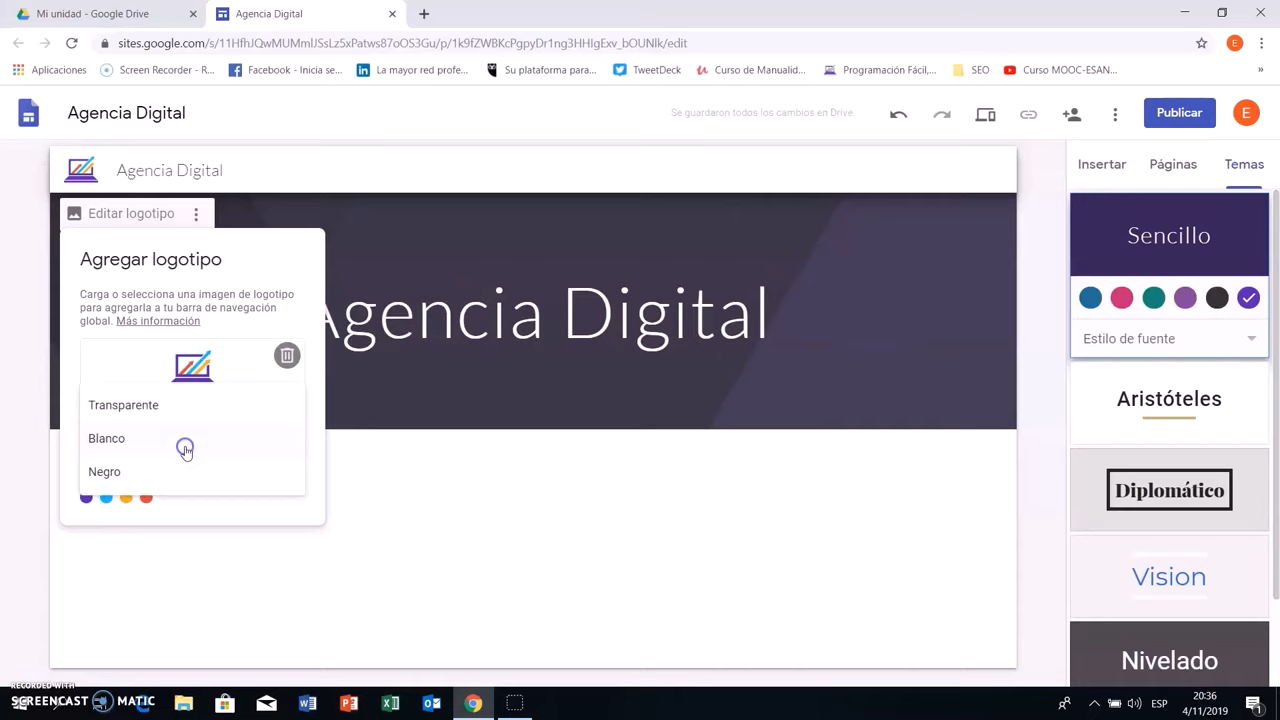 Mi unidad - Google Drive
Agencia Digital
sites.google.com/s/11HfhJQwMUMmlJSsLz5xPatws87oOS3Gu/p/1k9fZWBKcPgpyDr1ng3HHIgExv_bOUNlk/edit
Aplicaciones
Screen Recorder - R...
Facebook - Inicia se...
La mayor red profe...
Su plataforma para...
TweetDeck
Curso de Manualid...
Programación Fácil,...
SEO
Curso MOOC-ESAN...
»
E
Agencia Digital
Se guardaron todos los cambios en Drive.
Publicar
E
Agencia Digital
Insertar
Páginas
Temas
Editar logotipo
Agregar logotipo
Carga o selecciona una imagen de logotipo
para agregarla a tu barra de navegación
global. Más información
Transparente
Blanco
Negro
Agencia Digital
Sencillo
Estilo de fuente
Aristóteles
Diplomático
Vision
Nivelado
RECORDED WITH
SCREENCAST MATIC
ESP
20:36
4/11/2019
1